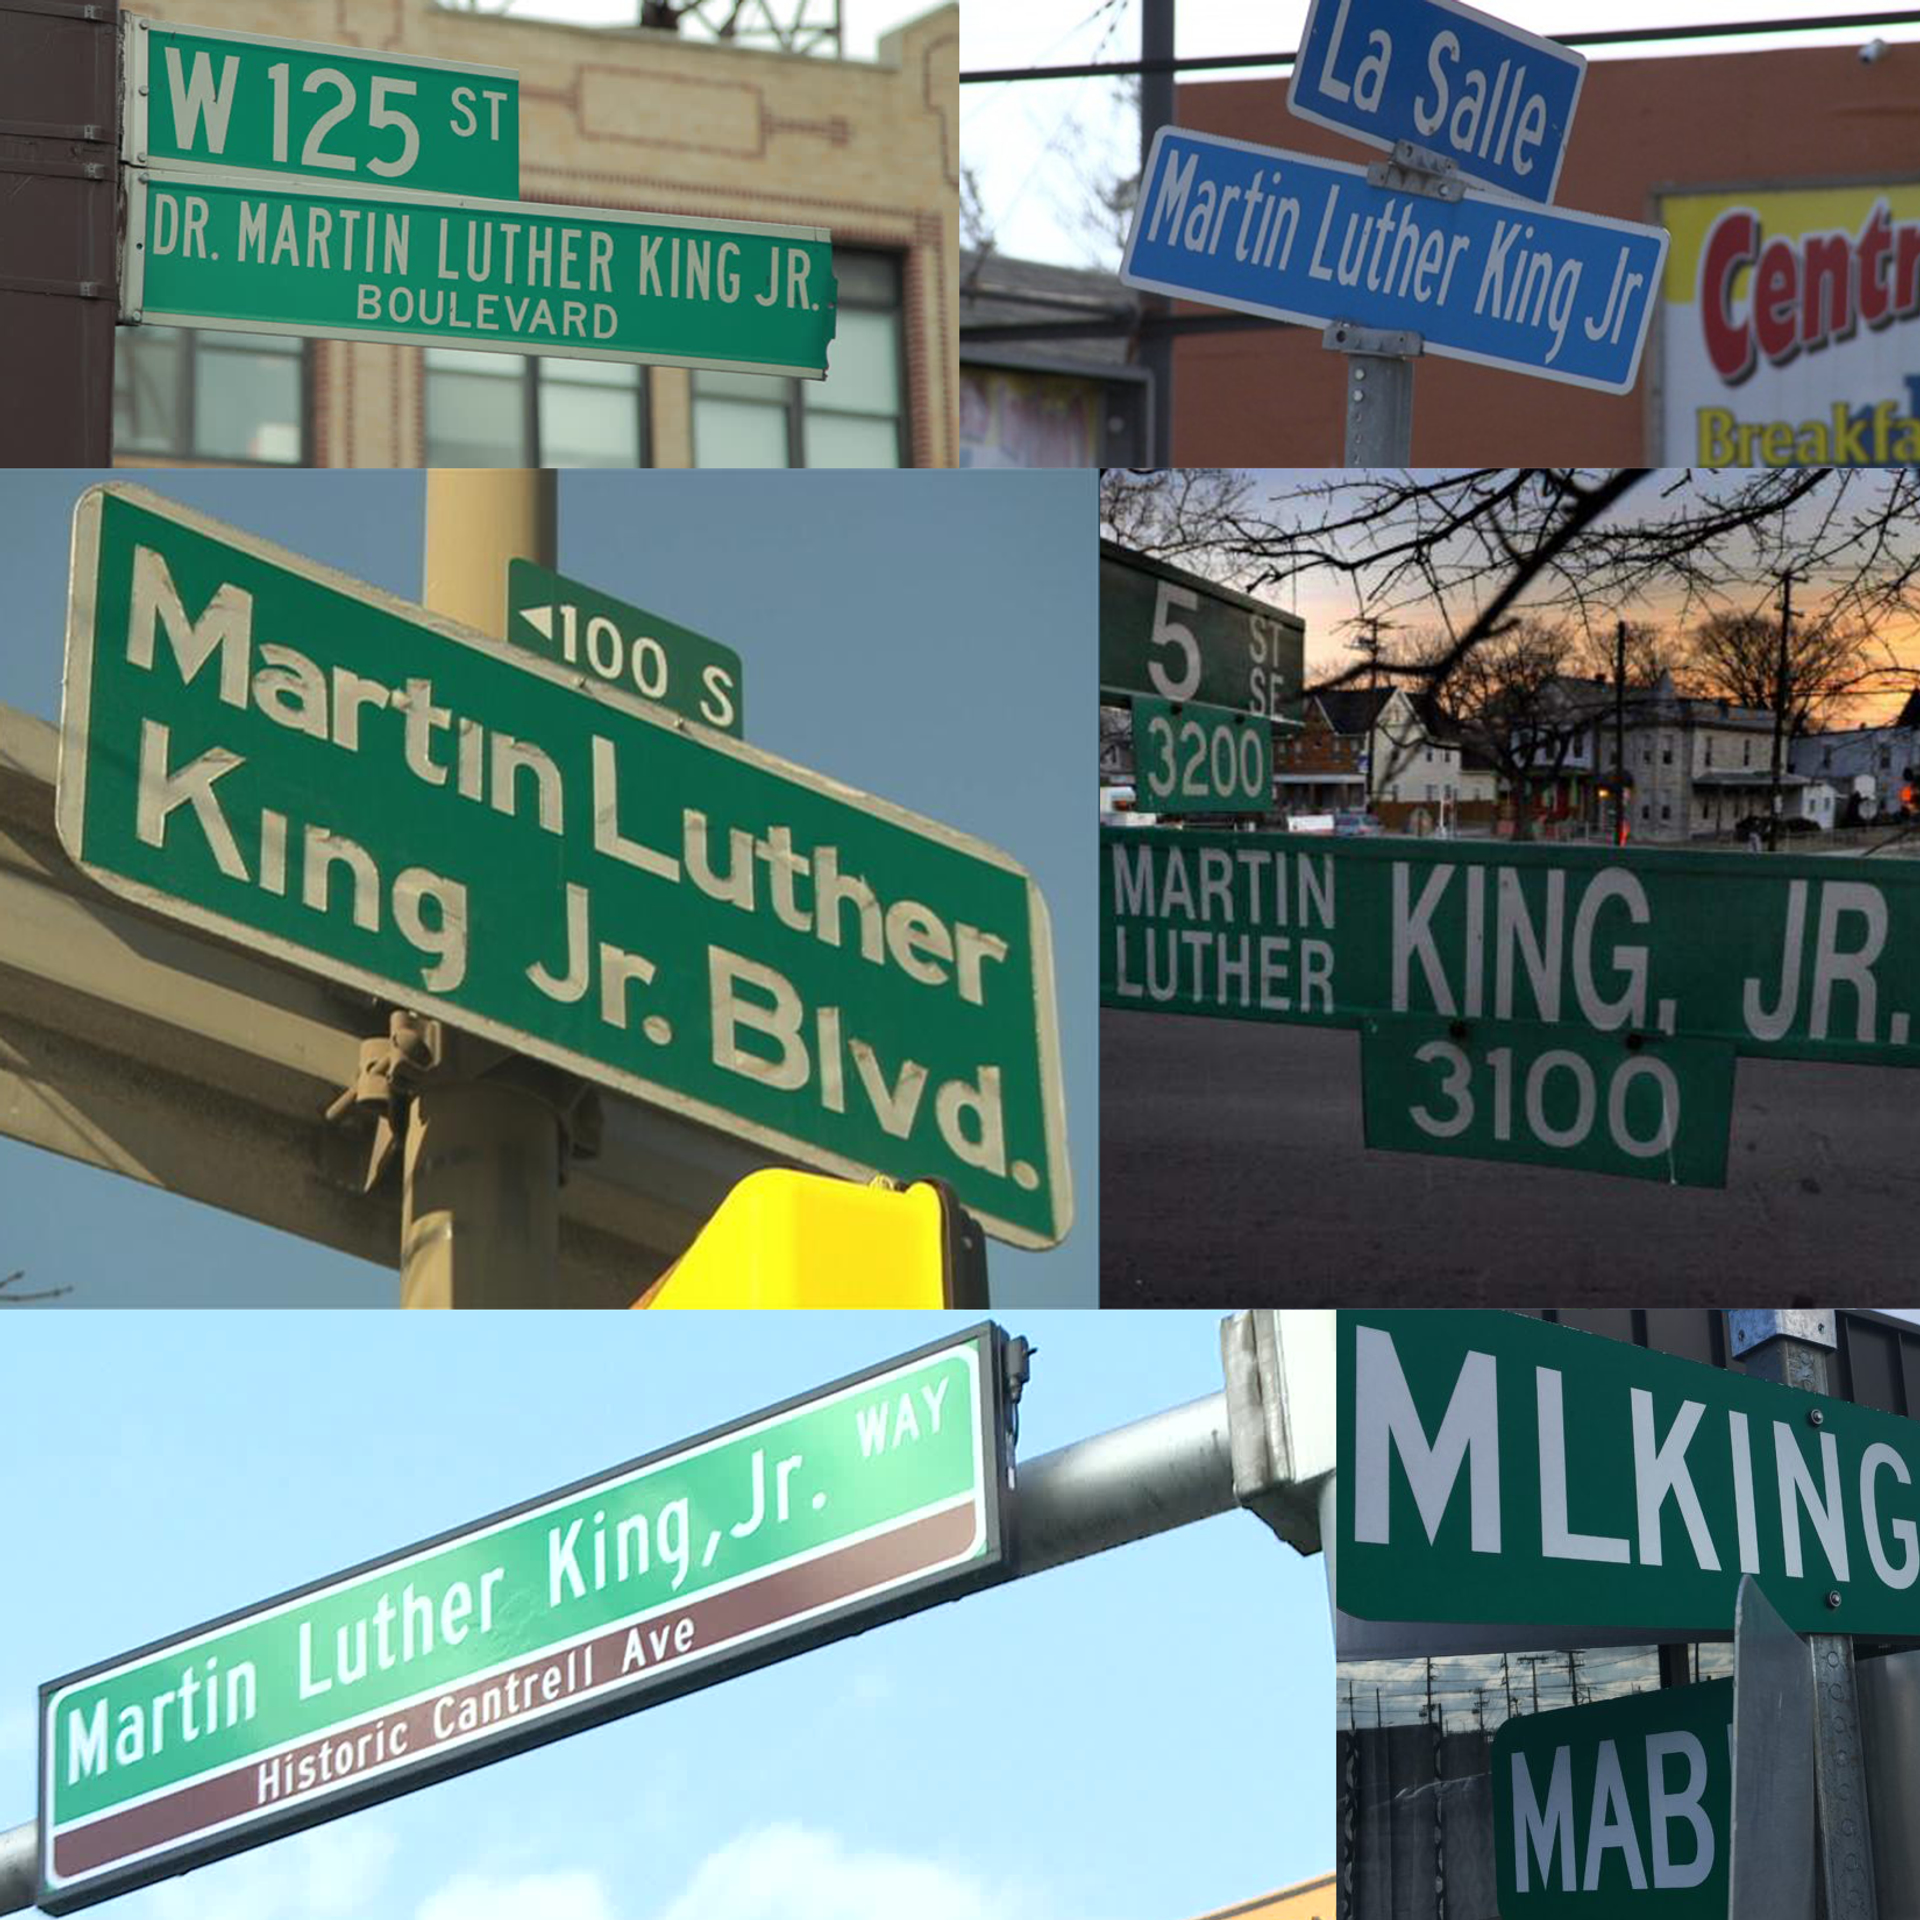 W 125 ST
DR. MARTIN LUTHER KING JR.
BOULEVARD
La Salle
Martin Luther King Jr
Centr
Breakfa
100 S
Martin Luther
King Jr. Blvd.
5 ST SE
3200
MARTIN LUTHER KING, JR.
3100
Martin Luther King, Jr. WAY
Historic Cantrell Ave
MLKING
MAB